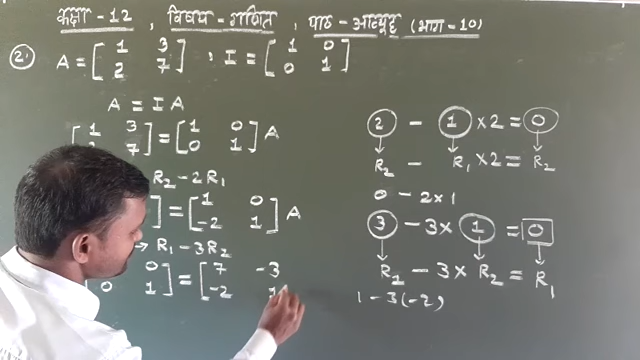 कक्षा - 12 , विषय - गणित , पाठ - आव्यूह (भाग - 10)
2. A = [ 1 3 2 7 ] , I = [ 1 0 0 1 ]
A = I A
[ 1 3 7 ] = [ 1 0 0 1 ] A
R2 - 2R1
] = [ 1 0 -2 1 ] A
→ R1 - 3R2
0 0 1 ] = [ 7 -3 -2 1
2 - 1 × 2 = 0
R2 - R1 × 2 = R2
0 - 2 × 1
3 - 3 × 1 = 0
R1 - 3 × R2 = R1
1 - 3(-2)